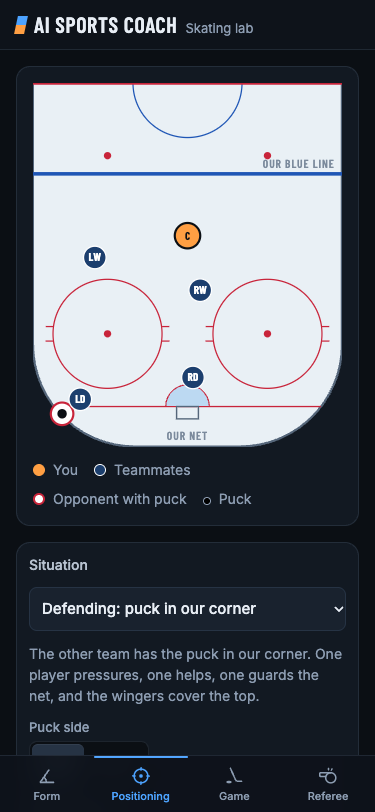 AI SPORTS COACH Skating lab
OUR BLUE LINE
C
LW
RW
RD
LD
OUR NET
You Teammates
Opponent with puck Puck
Situation
Defending: puck in our corner
The other team has the puck in our corner. One
player pressures, one helps, one guards the
net, and the wingers cover the top.
Puck side
Form Positioning Game Referee